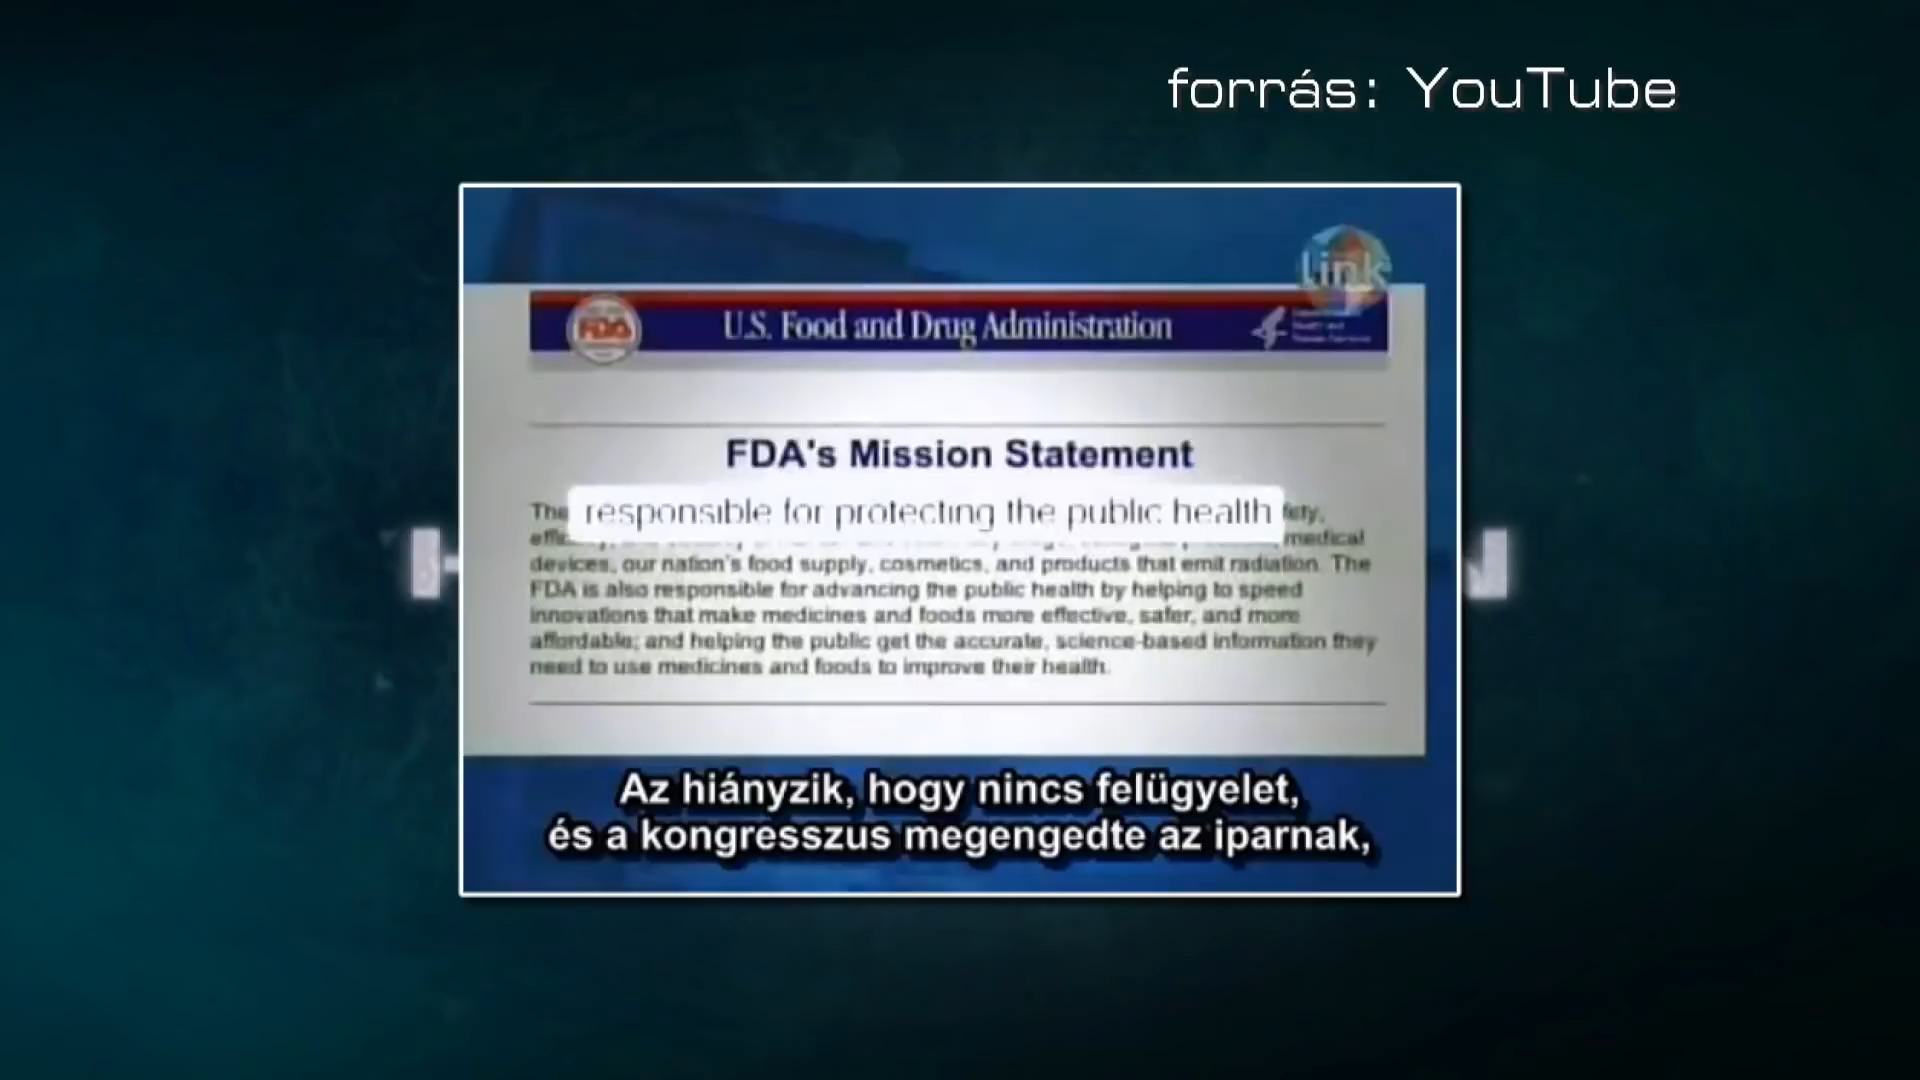 forrás: YouTube
link
FDA
U.S. Food and Drug Administration
FDA's Mission Statement
The responsible for protecting the public health
medical
devices, our nation's food supply, cosmetics, and products that emit radiation. The
FDA is also responsible for advancing the public health by helping to speed
innovations that make medicines and foods more effective, safer, and more
affordable; and helping the public get the accurate, science-based information they
need to use medicines and foods to improve their health.
Az hiányzik, hogy nincs felügyelet,
és a kongresszus megengedte az iparnak,